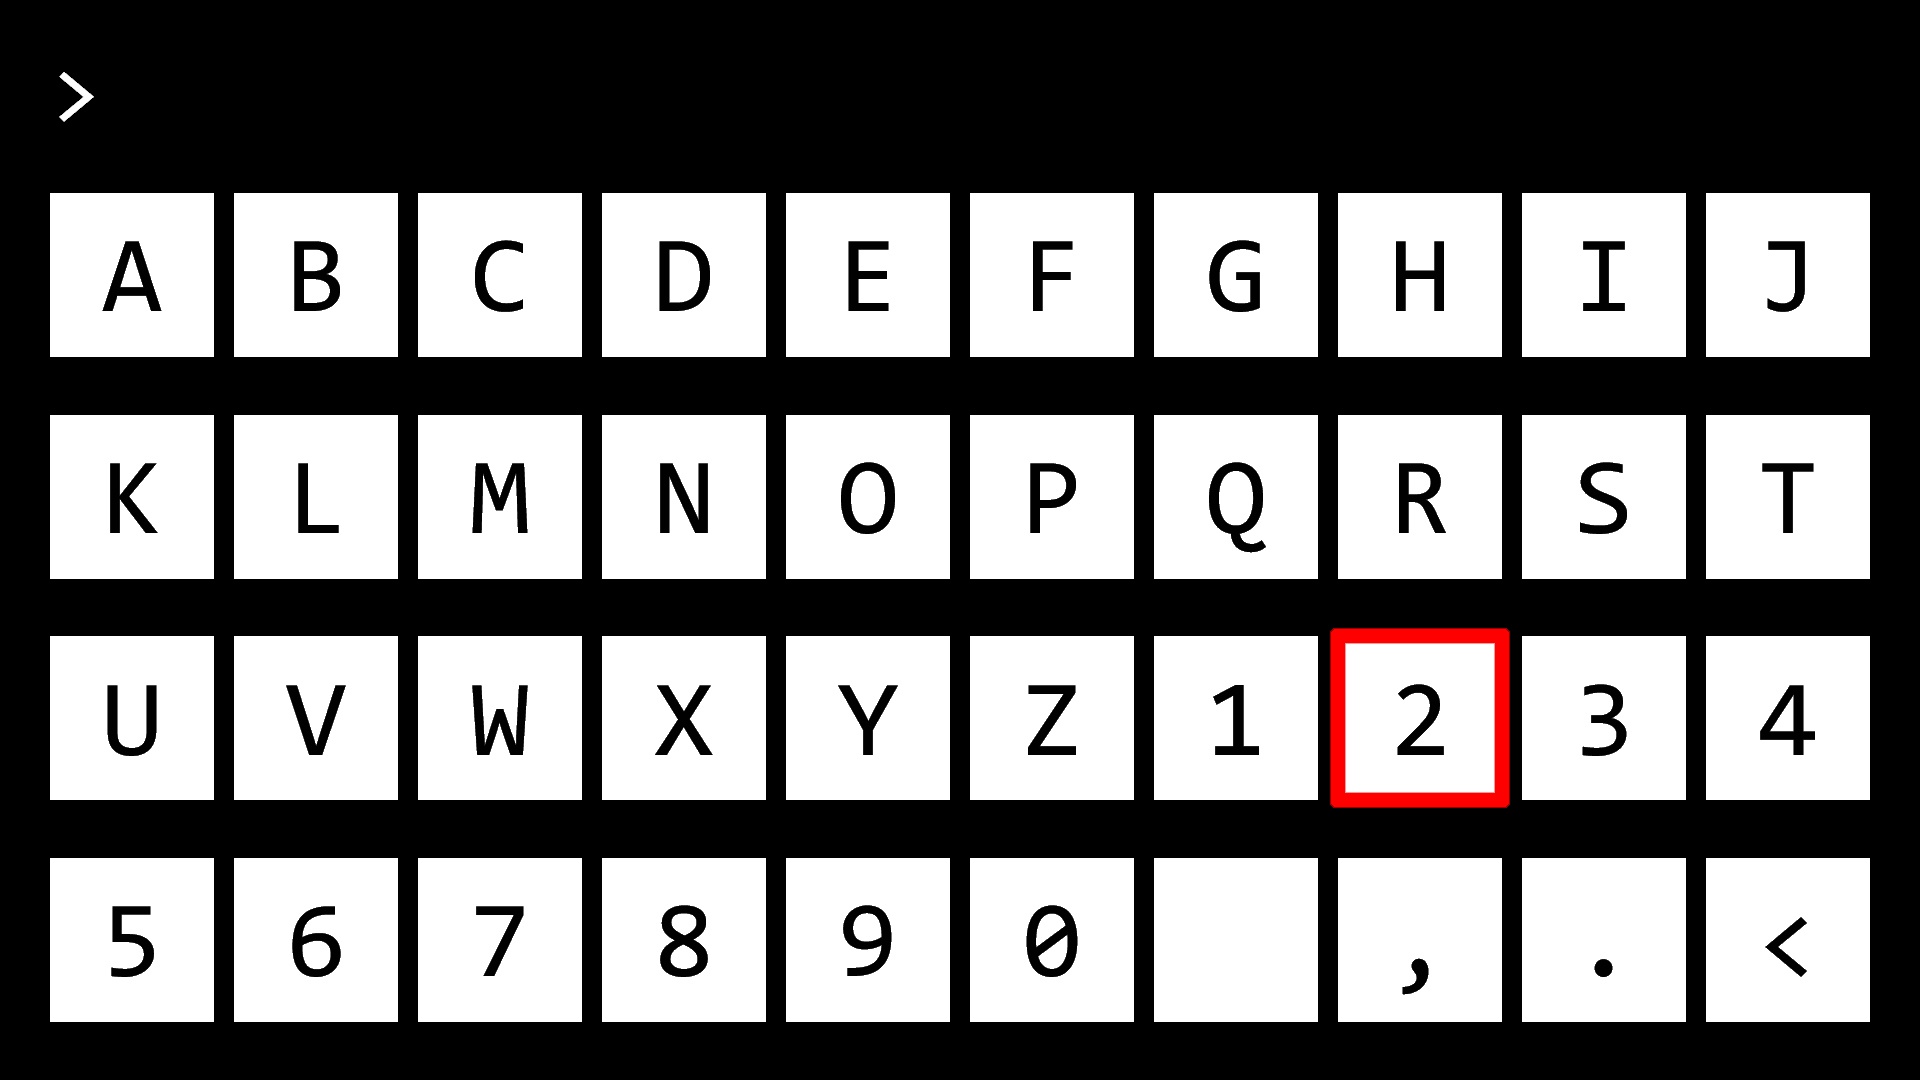 >
A B C D E F G H I J
K L M N O P Q R S T
U V W X Y Z 1 2 3 4
5 6 7 8 9 0 , . <